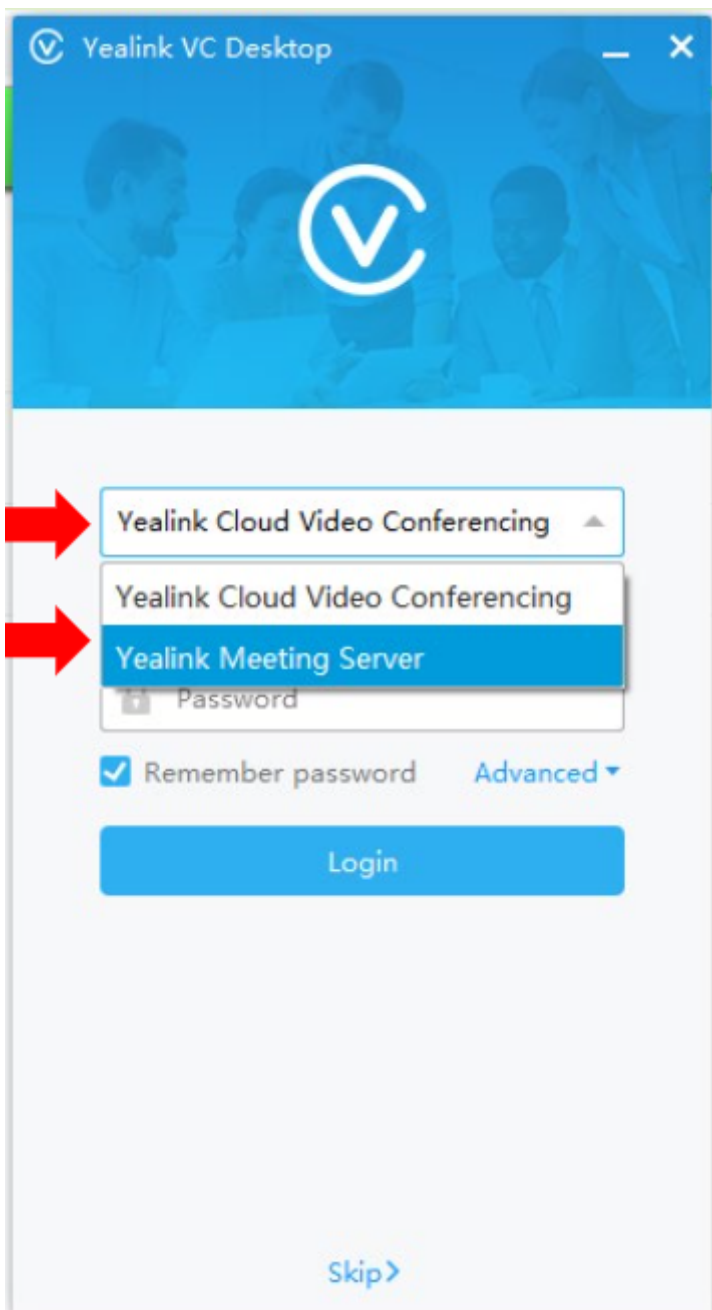 Yealink VC Desktop
Yealink Cloud Video Conferencing
Yealink Cloud Video Conferencing
Yealink Meeting Server
Password
Remember password Advanced
Login
Skip>